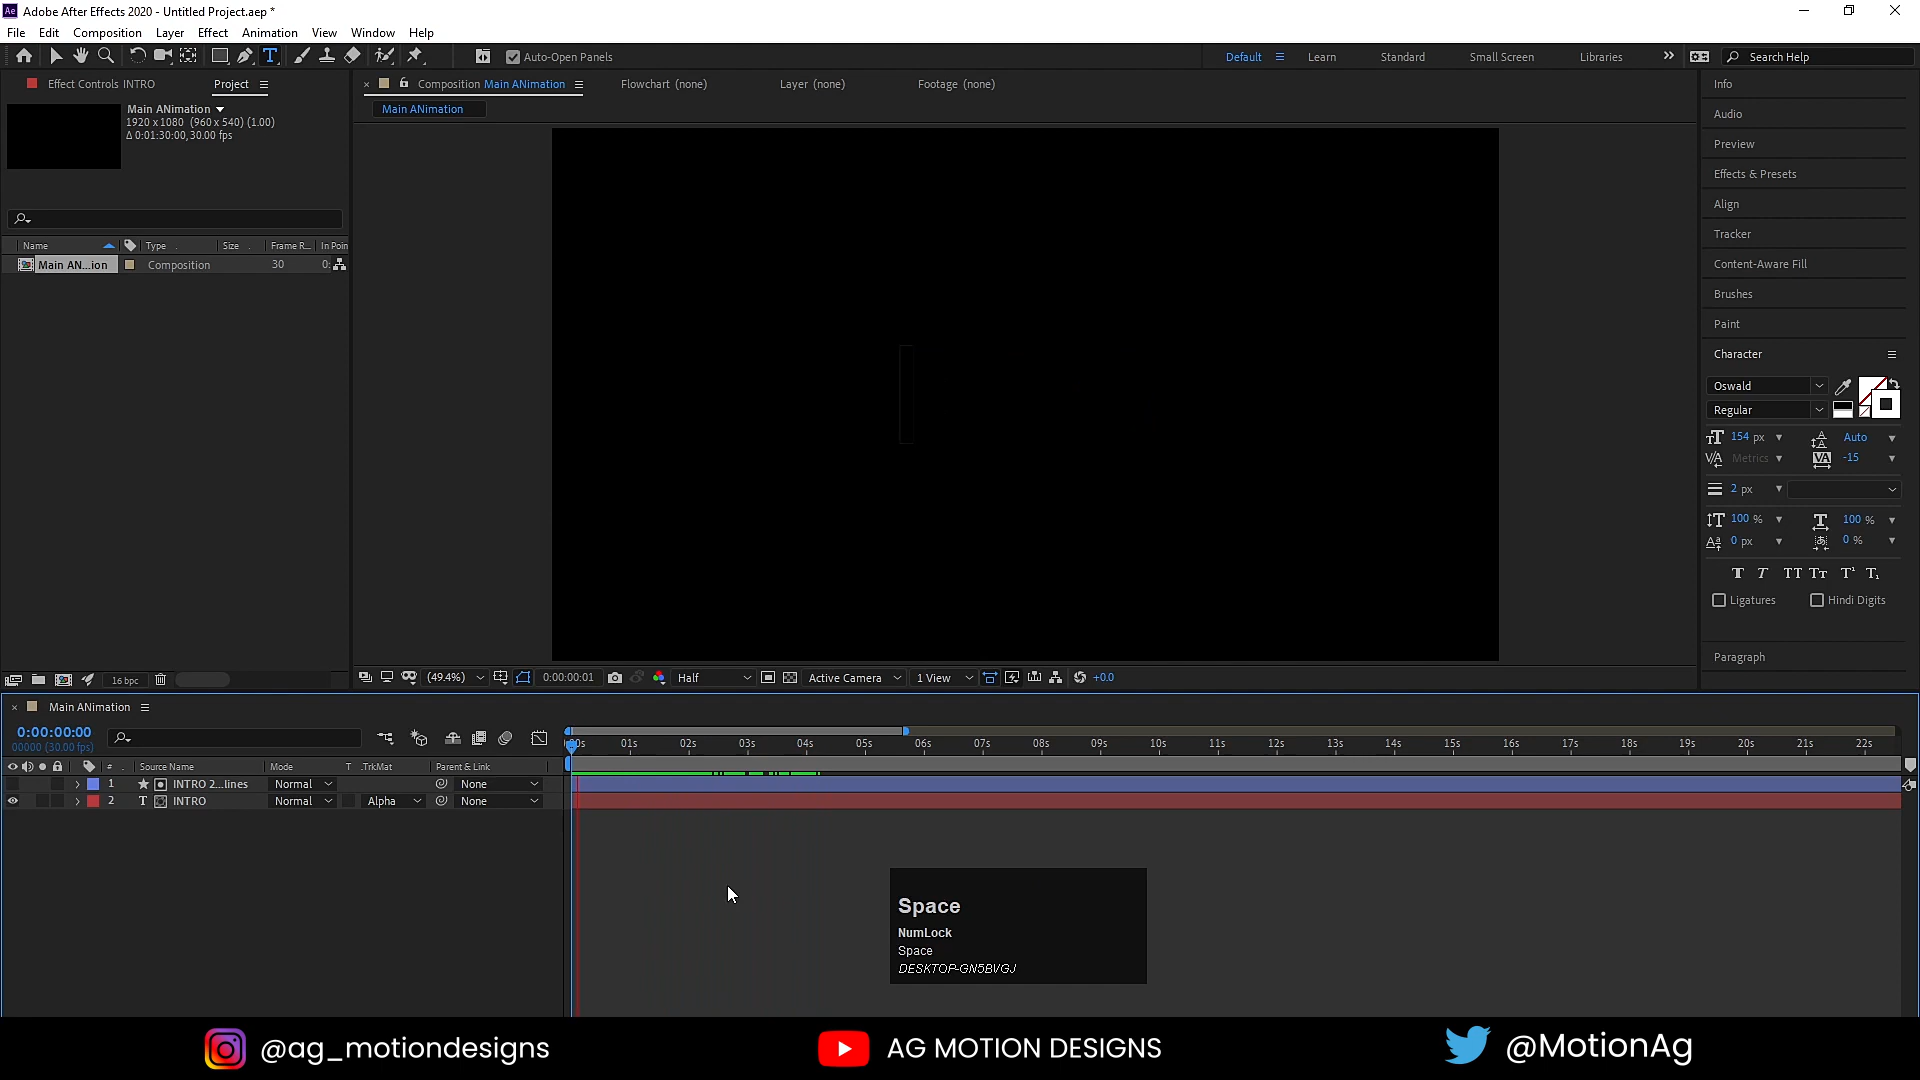 Ae Adobe After Effects 2020 - Untitled Project.aep *
File Edit Composition Layer Effect Animation View Window Help
Auto-Open Panels
Default Learn Standard Small Screen Libraries Search Help
Effect Controls INTRO Project
Composition Main ANimation Flowchart (none) Layer (none) Footage (none)
Main ANimation
Main ANimation
1920 x 1080 (960 x 540) (1.00)
Δ 0:01:30:00, 30.00 fps
Name Type Size Frame R... In Poin
Main AN...ion Composition 30 0:
Info
Audio
Preview
Effects & Presets
Align
Tracker
Content-Aware Fill
Brushes
Paint
Character
Oswald
Regular
154 px Auto
Metrics -15
2 px
100 % 100 %
0 px 0 %
T T TT Tт T¹ T₁
Ligatures Hindi Digits
Paragraph
16 bpc
(49.4%) 0:00:00:01 Half Active Camera 1 View +0.0
Main ANimation
0:00:00:00
00000 (30.00 fps)
:00s 01s 02s 03s 04s 05s 06s 07s 08s 09s 10s 11s 12s 13s 14s 15s 16s 17s 18s 19s 20s 21s 22s
# Source Name Mode T .TrkMat Parent & Link
1 INTRO 2...lines Normal None
2 T INTRO Normal Alpha None
Space
NumLock
Space
DESKTOP-GN5BVGJ
@ag_motiondesigns AG MOTION DESIGNS @MotionAg